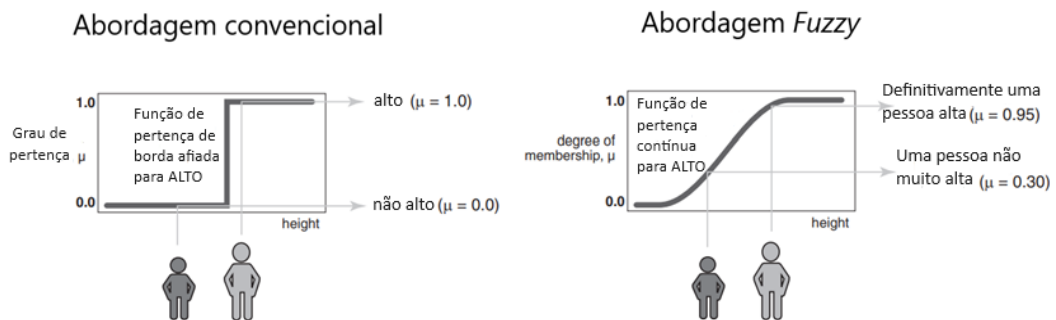 Abordagem convencional
1.0
Grau de
pertença μ
0.0
Função de
pertença de
borda afiada
para ALTO
alto (μ = 1.0)
não alto (μ = 0.0)
height
Abordagem Fuzzy
1.0
degree of
membership, μ
0.0
Função de
pertença
contínua
para ALTO
Definitivamente uma
pessoa alta (μ = 0.95)
Uma pessoa não
muito alta (μ = 0.30)
height